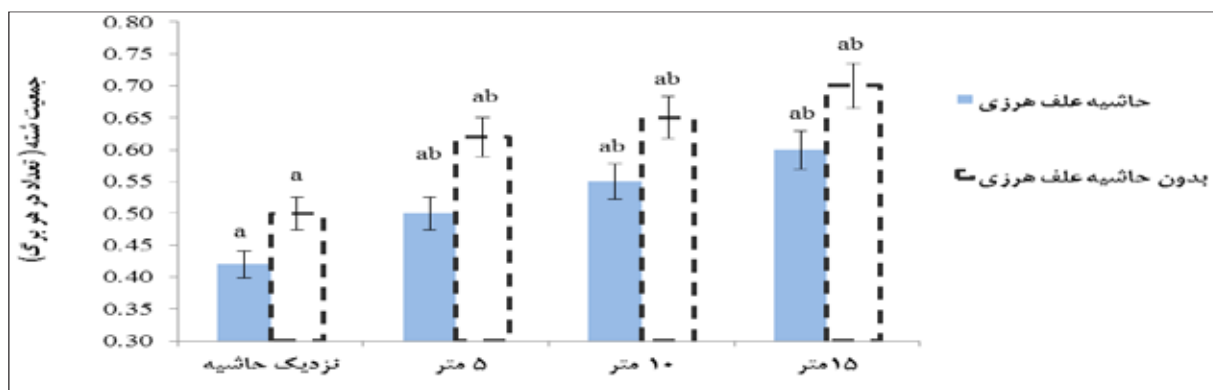 جمعیت شته( تعداد در هر برگ)
0.80
0.75
0.70
0.65
0.60
0.55
0.50
0.45
0.40
0.35
0.30
a
a
ab
ab
ab
ab
ab
ab
نزدیک حاشیه
۵ متر
۱۰ متر
۱۵متر
حاشیه علف هرزی
بدون حاشیه علف هرزی